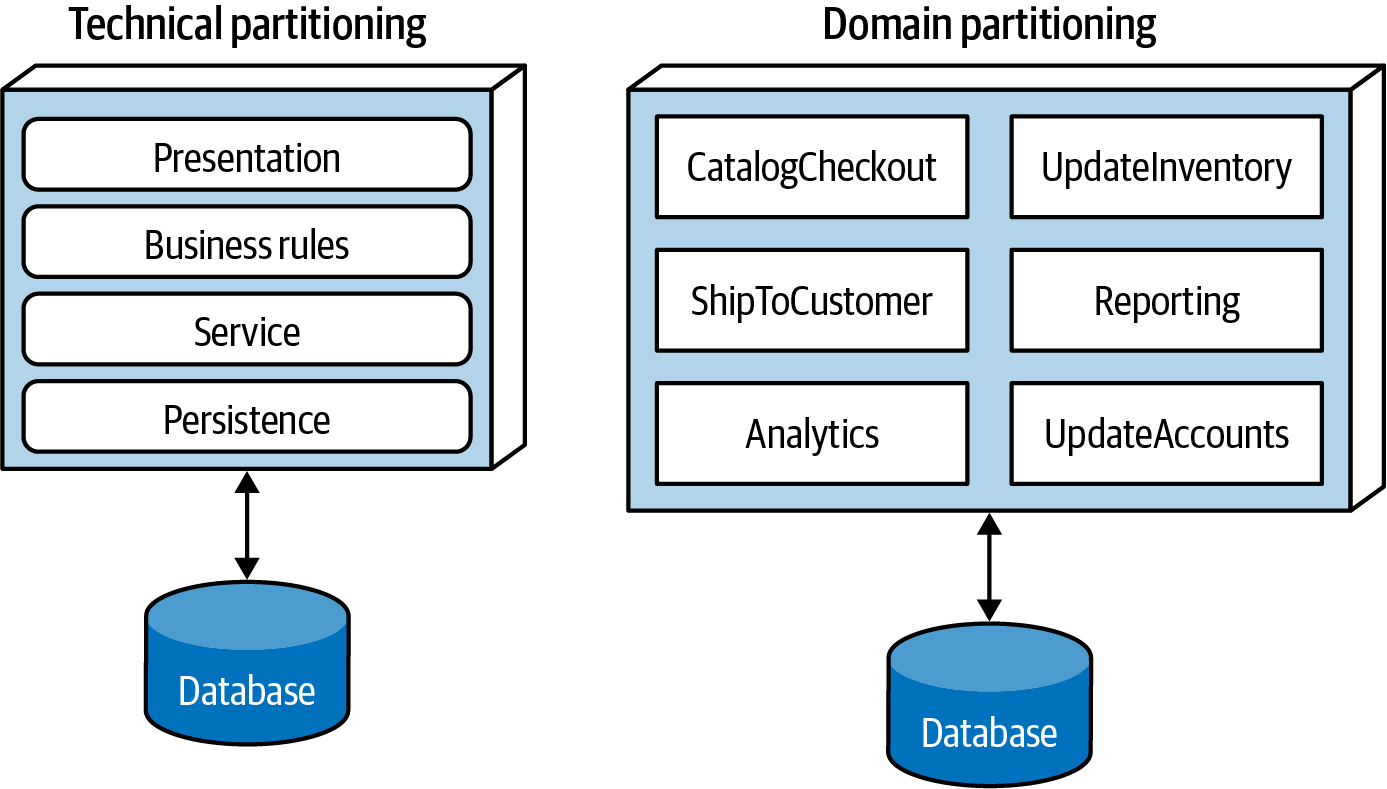 Technical partitioning
Presentation
Business rules
Service
Persistence
Database
Domain partitioning
CatalogCheckout
UpdateInventory
ShipToCustomer
Reporting
Analytics
UpdateAccounts
Database